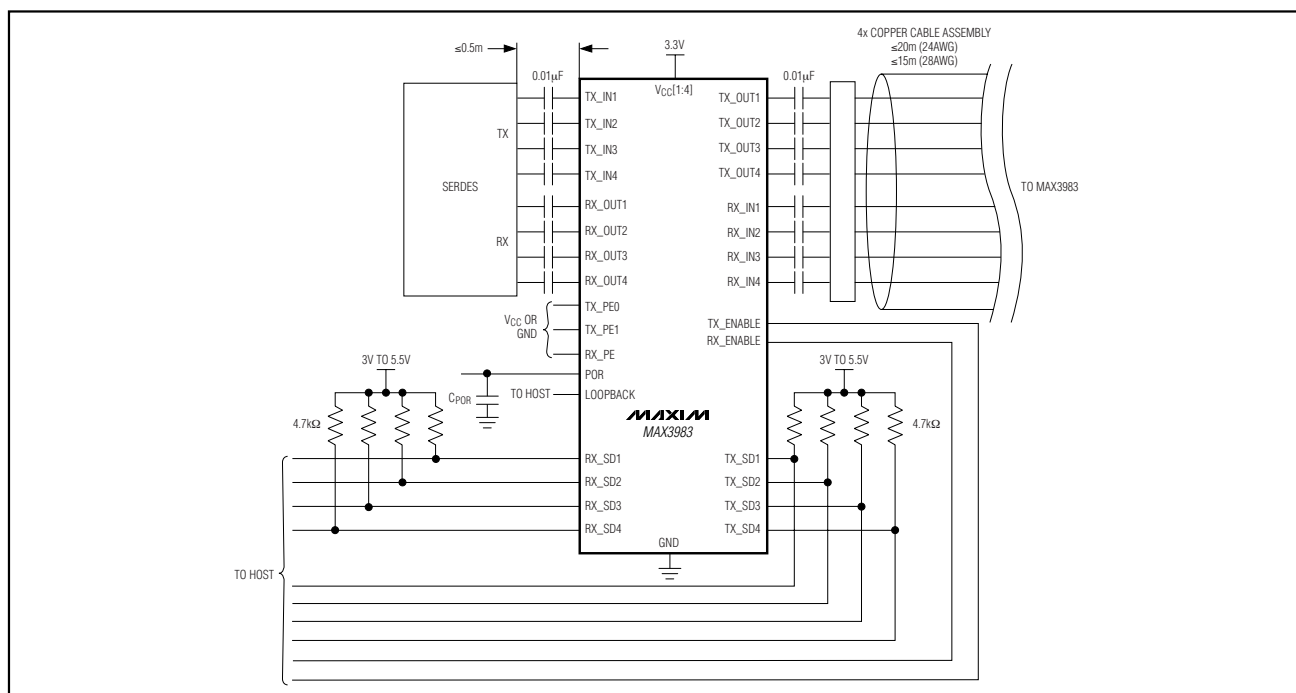 4x COPPER CABLE ASSEMBLY
≤20m (24AWG)
≤15m (28AWG)
≤0.5m
3.3V
0.01µF
0.01µF
VCC[1:4]
SERDES
TX
RX
TX_IN1
TX_IN2
TX_IN3
TX_IN4
RX_OUT1
RX_OUT2
RX_OUT3
RX_OUT4
TX_PE0
TX_PE1
RX_PE
POR
LOOPBACK
VCC OR
GND
CPOR
TO HOST
TX_OUT1
TX_OUT2
TX_OUT3
TX_OUT4
RX_IN1
RX_IN2
RX_IN3
RX_IN4
TX_ENABLE
RX_ENABLE
TO MAX3983
MAXIM
MAX3983
3V TO 5.5V
4.7kΩ
3V TO 5.5V
4.7kΩ
RX_SD1
RX_SD2
RX_SD3
RX_SD4
TX_SD1
TX_SD2
TX_SD3
TX_SD4
GND
TO HOST